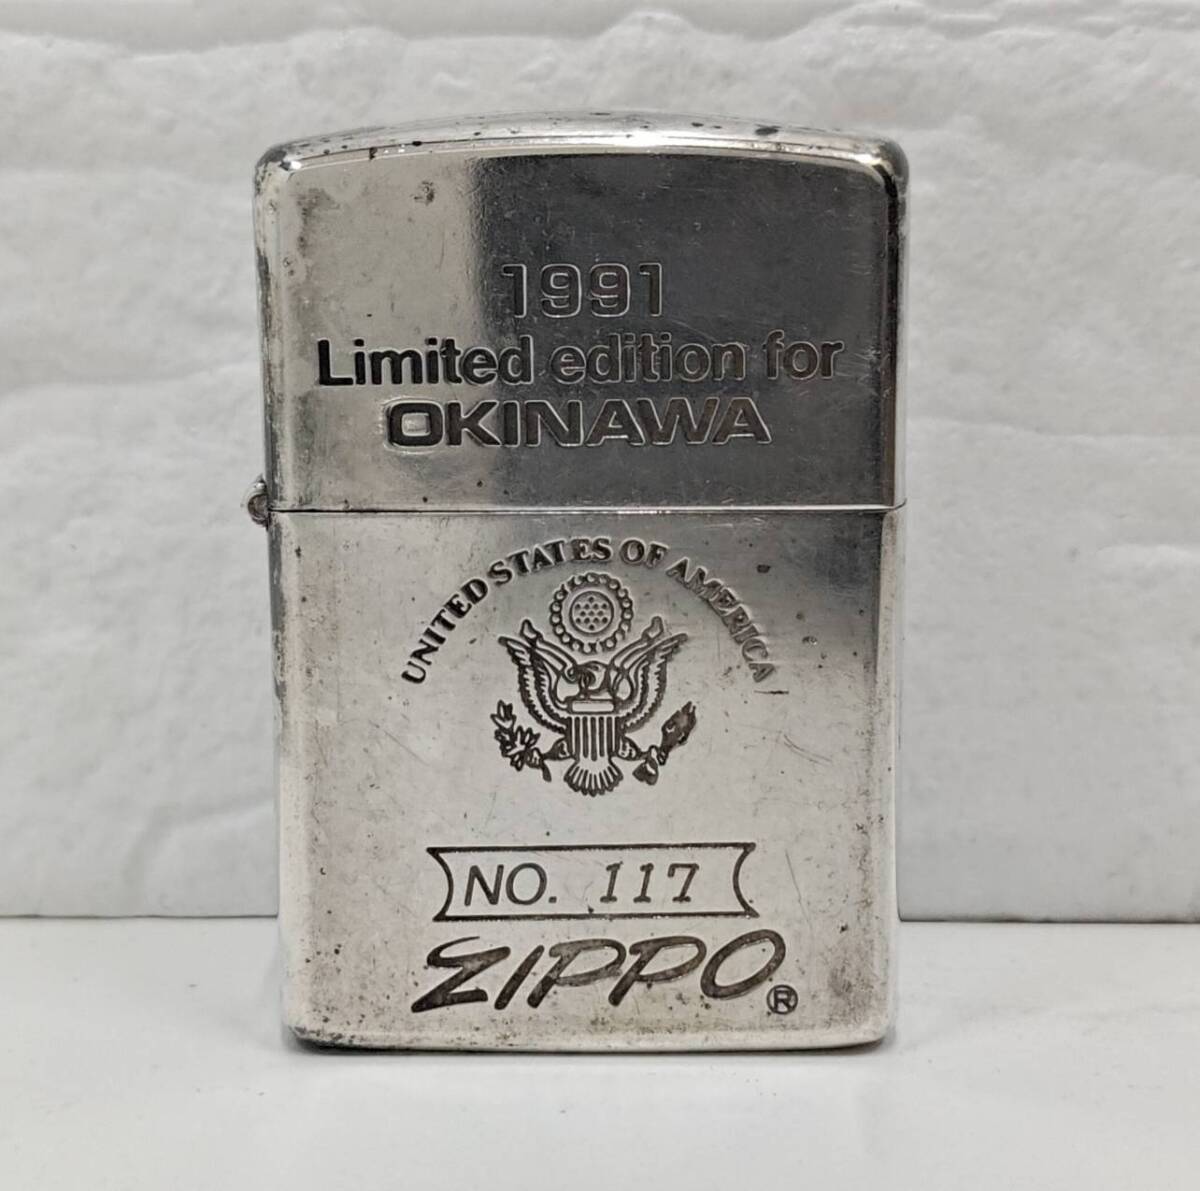 1991
Limited edition for
OKINAWA
UNITED STATES OF AMERICA
NO. 117
ZIPPO ®